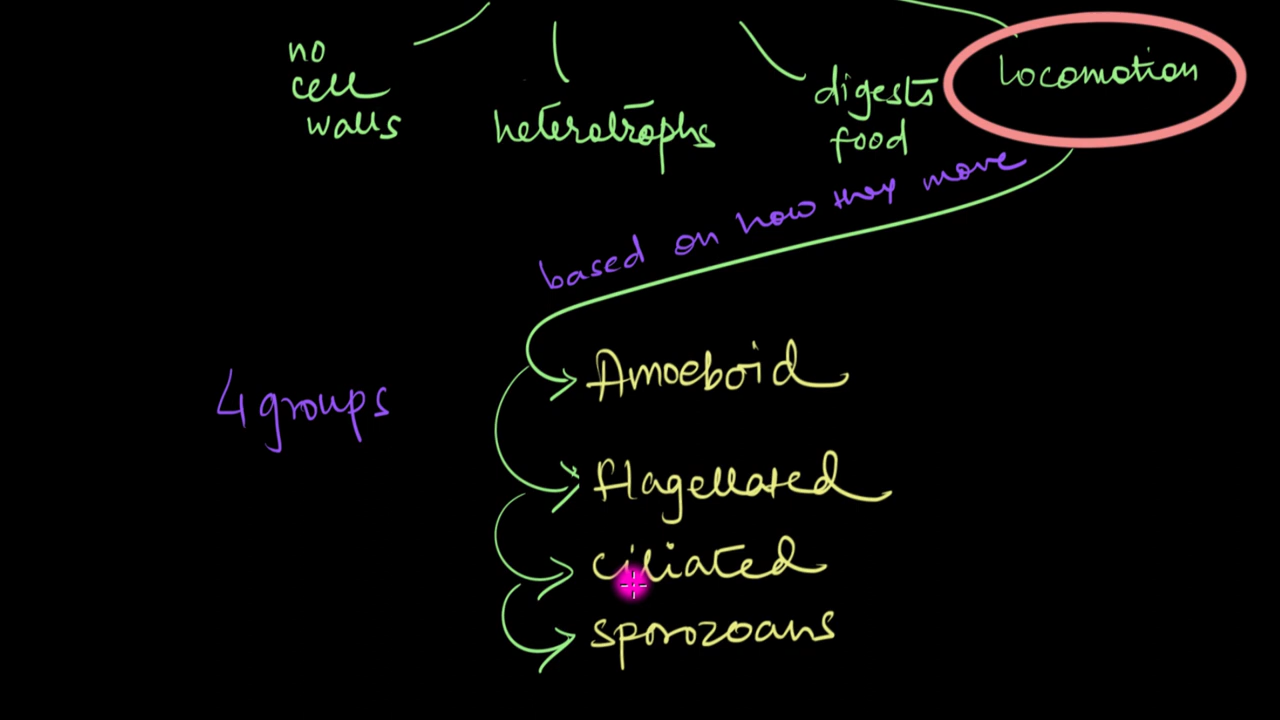 no
cell
walls
heterotrophs
digests
food
Locomotion
based on how they move
4 groups
Amoeboid
flagellated
ciliated
sporozoans